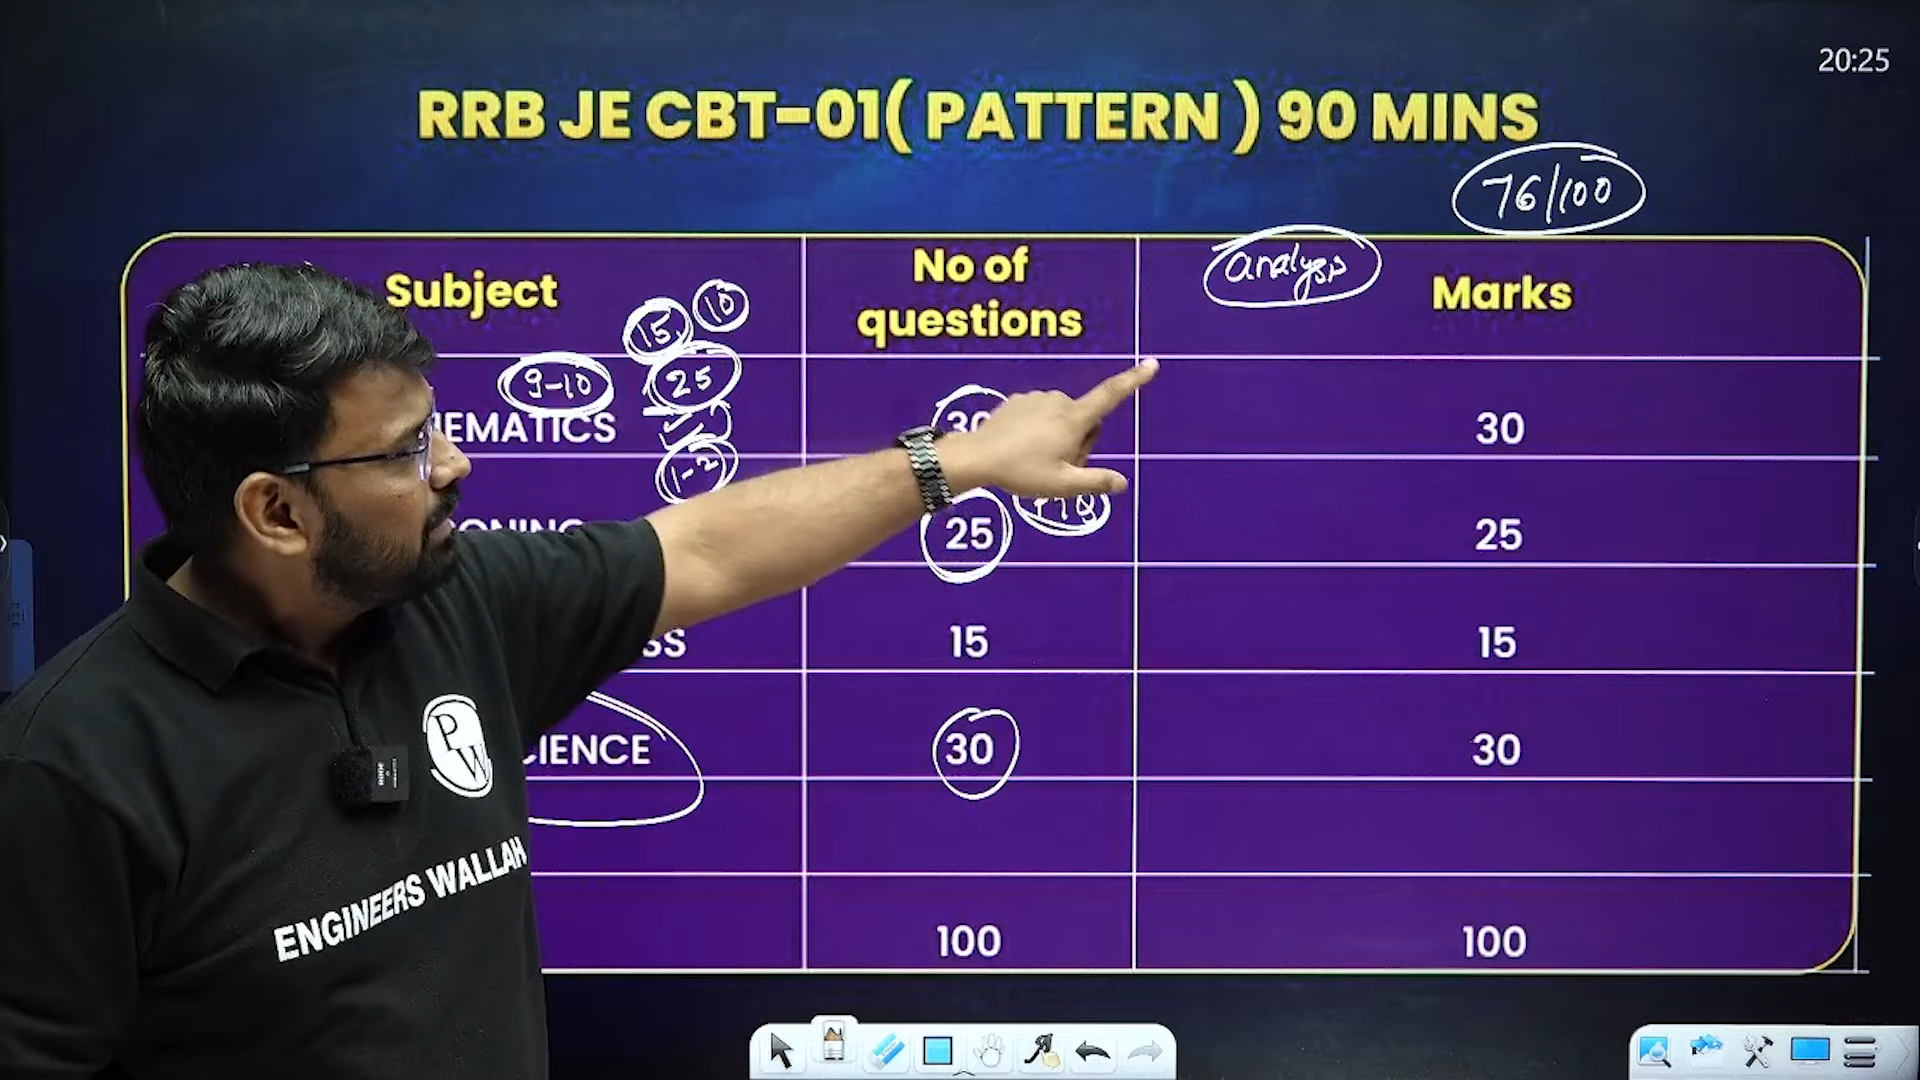 20:25
RRB JE CBT-01( PATTERN ) 90 MINS
76/100
Subject
No of
questions
analysis
Marks
15
10
9-10
25
EMATICS
30
30
1-2
25
PYQ
25
SS
15
15
CIENCE
30
30
100
100
PW
ENGINEERS WALLAH